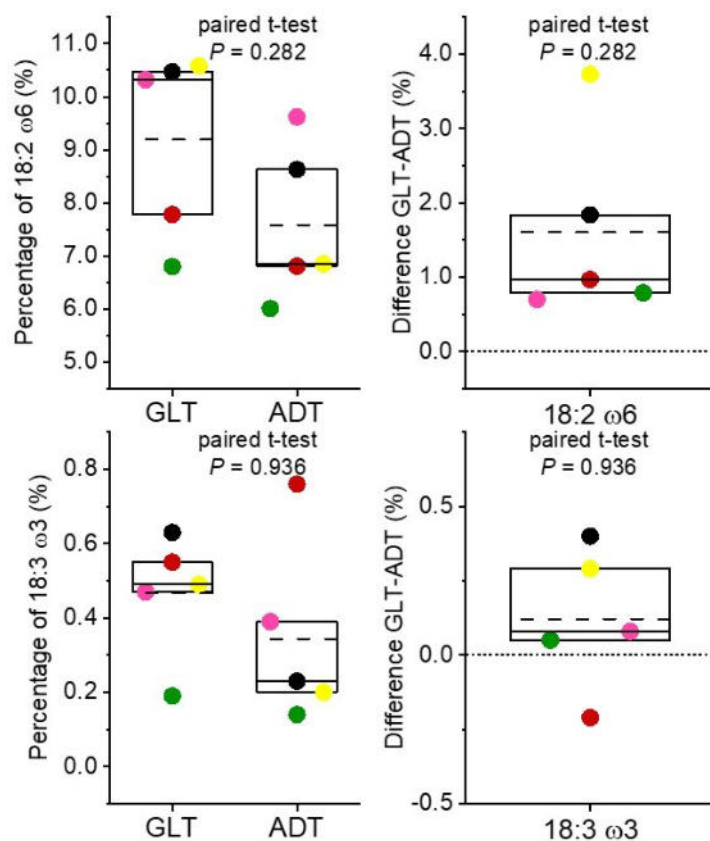 paired t-test
P = 0.282
Percentage of 18:2 ω6 (%)
11.0
10.0
9.0
8.0
7.0
6.0
5.0
GLT
ADT
paired t-test
P = 0.282
Difference GLT-ADT (%)
4.0
3.0
2.0
1.0
0.0
18:2 ω6
paired t-test
P = 0.936
Percentage of 18:3 ω3 (%)
0.8
0.6
0.4
0.2
0.0
GLT
ADT
paired t-test
P = 0.936
Difference GLT-ADT (%)
0.5
0.0
-0.5
18:3 ω3